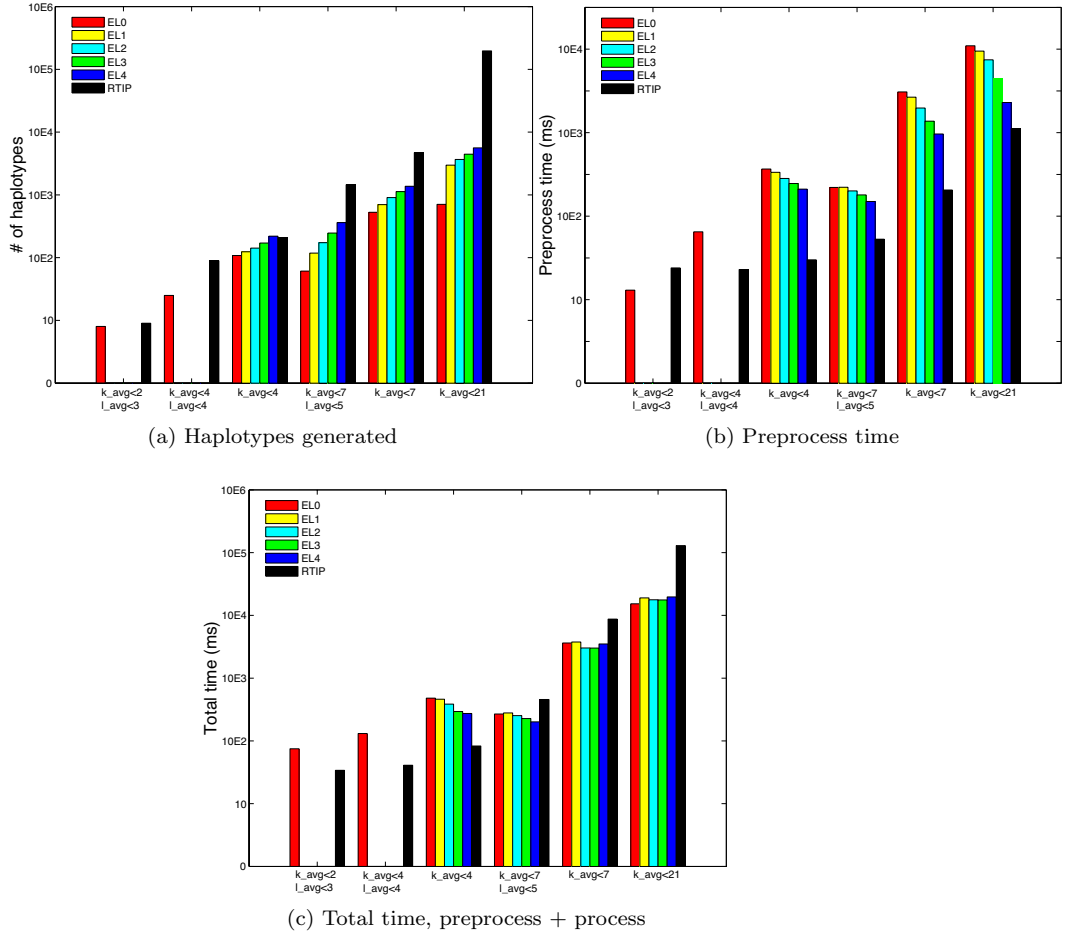 10E6
10E5
10E4
10E3
10E2
10
0
# of haplotypes
EL0
EL1
EL2
EL3
EL4
RTIP
k_avg<2
l_avg<3
k_avg<4
l_avg<4
k_avg<4
k_avg<7
l_avg<5
k_avg<7
k_avg<21
(a) Haplotypes generated
10E4
10E3
10E2
10
0
Preprocess time (ms)
EL0
EL1
EL2
EL3
EL4
RTIP
k_avg<2
l_avg<3
k_avg<4
l_avg<4
k_avg<4
k_avg<7
l_avg<5
k_avg<7
k_avg<21
(b) Preprocess time
10E6
10E5
10E4
10E3
10E2
10
0
Total time (ms)
EL0
EL1
EL2
EL3
EL4
RTIP
k_avg<2
l_avg<3
k_avg<4
l_avg<4
k_avg<4
k_avg<7
l_avg<5
k_avg<7
k_avg<21
(c) Total time, preprocess + process